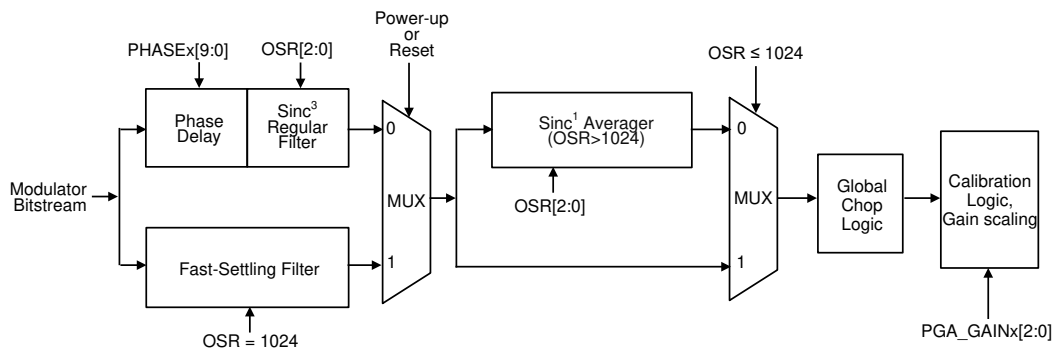 Power-up
or
Reset
PHASEx[9:0]
OSR[2:0]
OSR ≤ 1024
Phase
Delay
Sinc³
Regular
Filter
0
Sinc¹ Averager
(OSR>1024)
0
Modulator
Bitstream
MUX
OSR[2:0]
MUX
Global
Chop
Logic
Calibration
Logic,
Gain scaling
Fast-Settling Filter
1
1
OSR = 1024
PGA_GAINx[2:0]